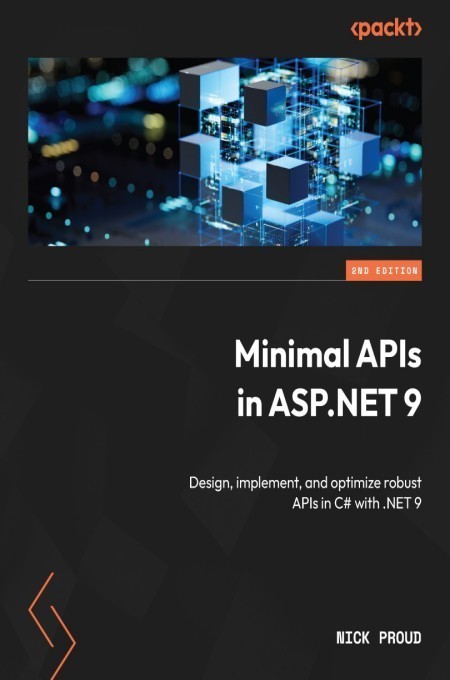 <packt>
2ND EDITION
Minimal APIs
in ASP.NET 9
Design, implement, and optimize robust
APIs in C# with .NET 9
NICK PROUD